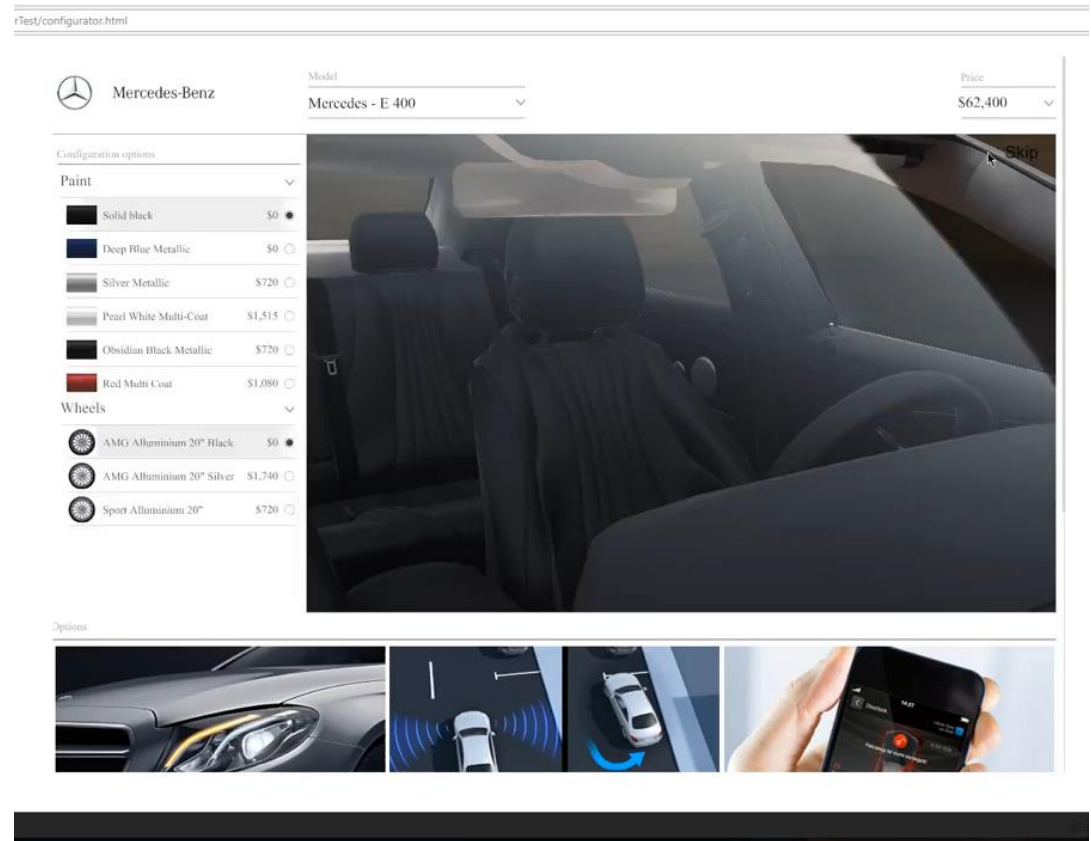 rTest/configurator.html
Mercedes-Benz
Model
Mercedes - E 400
Price
$62,400
Configuration options
Paint
Solid black $0
Deep Blue Metallic $0
Silver Metallic $720
Pearl White Multi-Coat $1,515
Obsidian Black Metallic $720
Red Multi Coat $1,080
Wheels
AMG Alluminium 20" Black $0
AMG Alluminium 20" Silver $1,740
Sport Alluminium 20" $720
Skip
Options
14:27